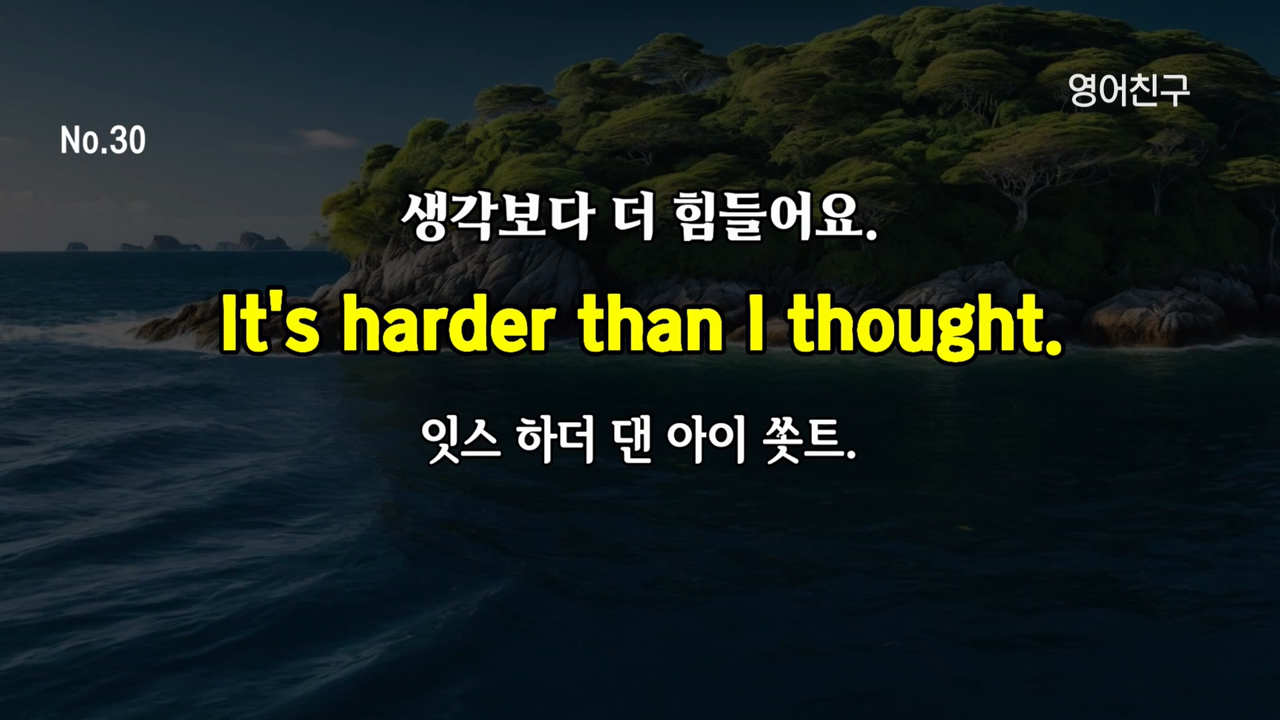 영어친구
No.30
생각보다 더 힘들어요.
It's harder than I thought.
잇스 하더 댄 아이 쏫트.